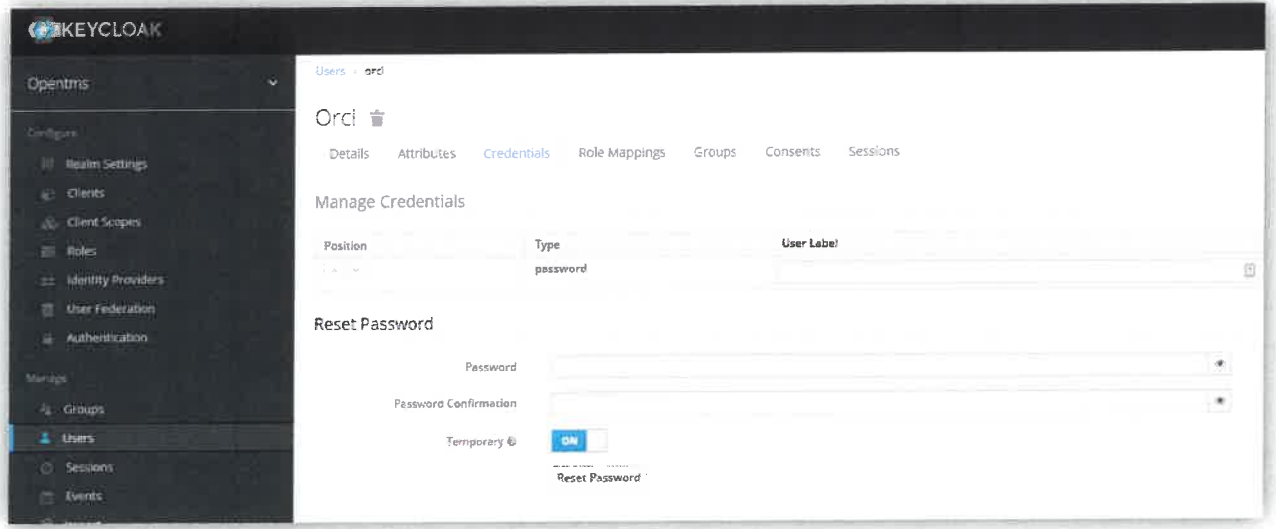 KEYCLOAK
Opentms
Users > orci
Orci
Details Attributes Credentials Role Mappings Groups Consents Sessions
Configure
Realm Settings
Clients
Client Scopes
Roles
Identity Providers
User Federation
Authentication
Manage
Groups
Users
Sessions
Events
Manage Credentials
Position Type User Label
password
Reset Password
Password
Password Confirmation
Temporary
ON
Reset Password